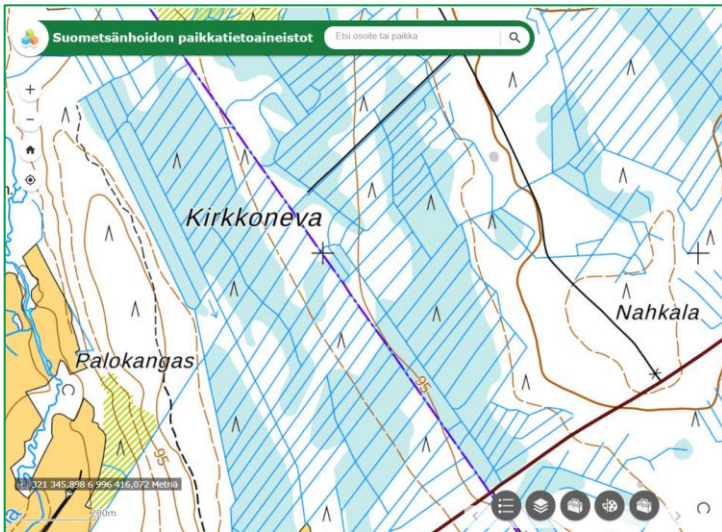 Suometsänhoidon paikkatietoaineistot
Etsi osoite tai paikka
Kirkkoneva
Nahkala
Palokangas
95
95
321 345,898 6 996 416,072 Metriä
200m